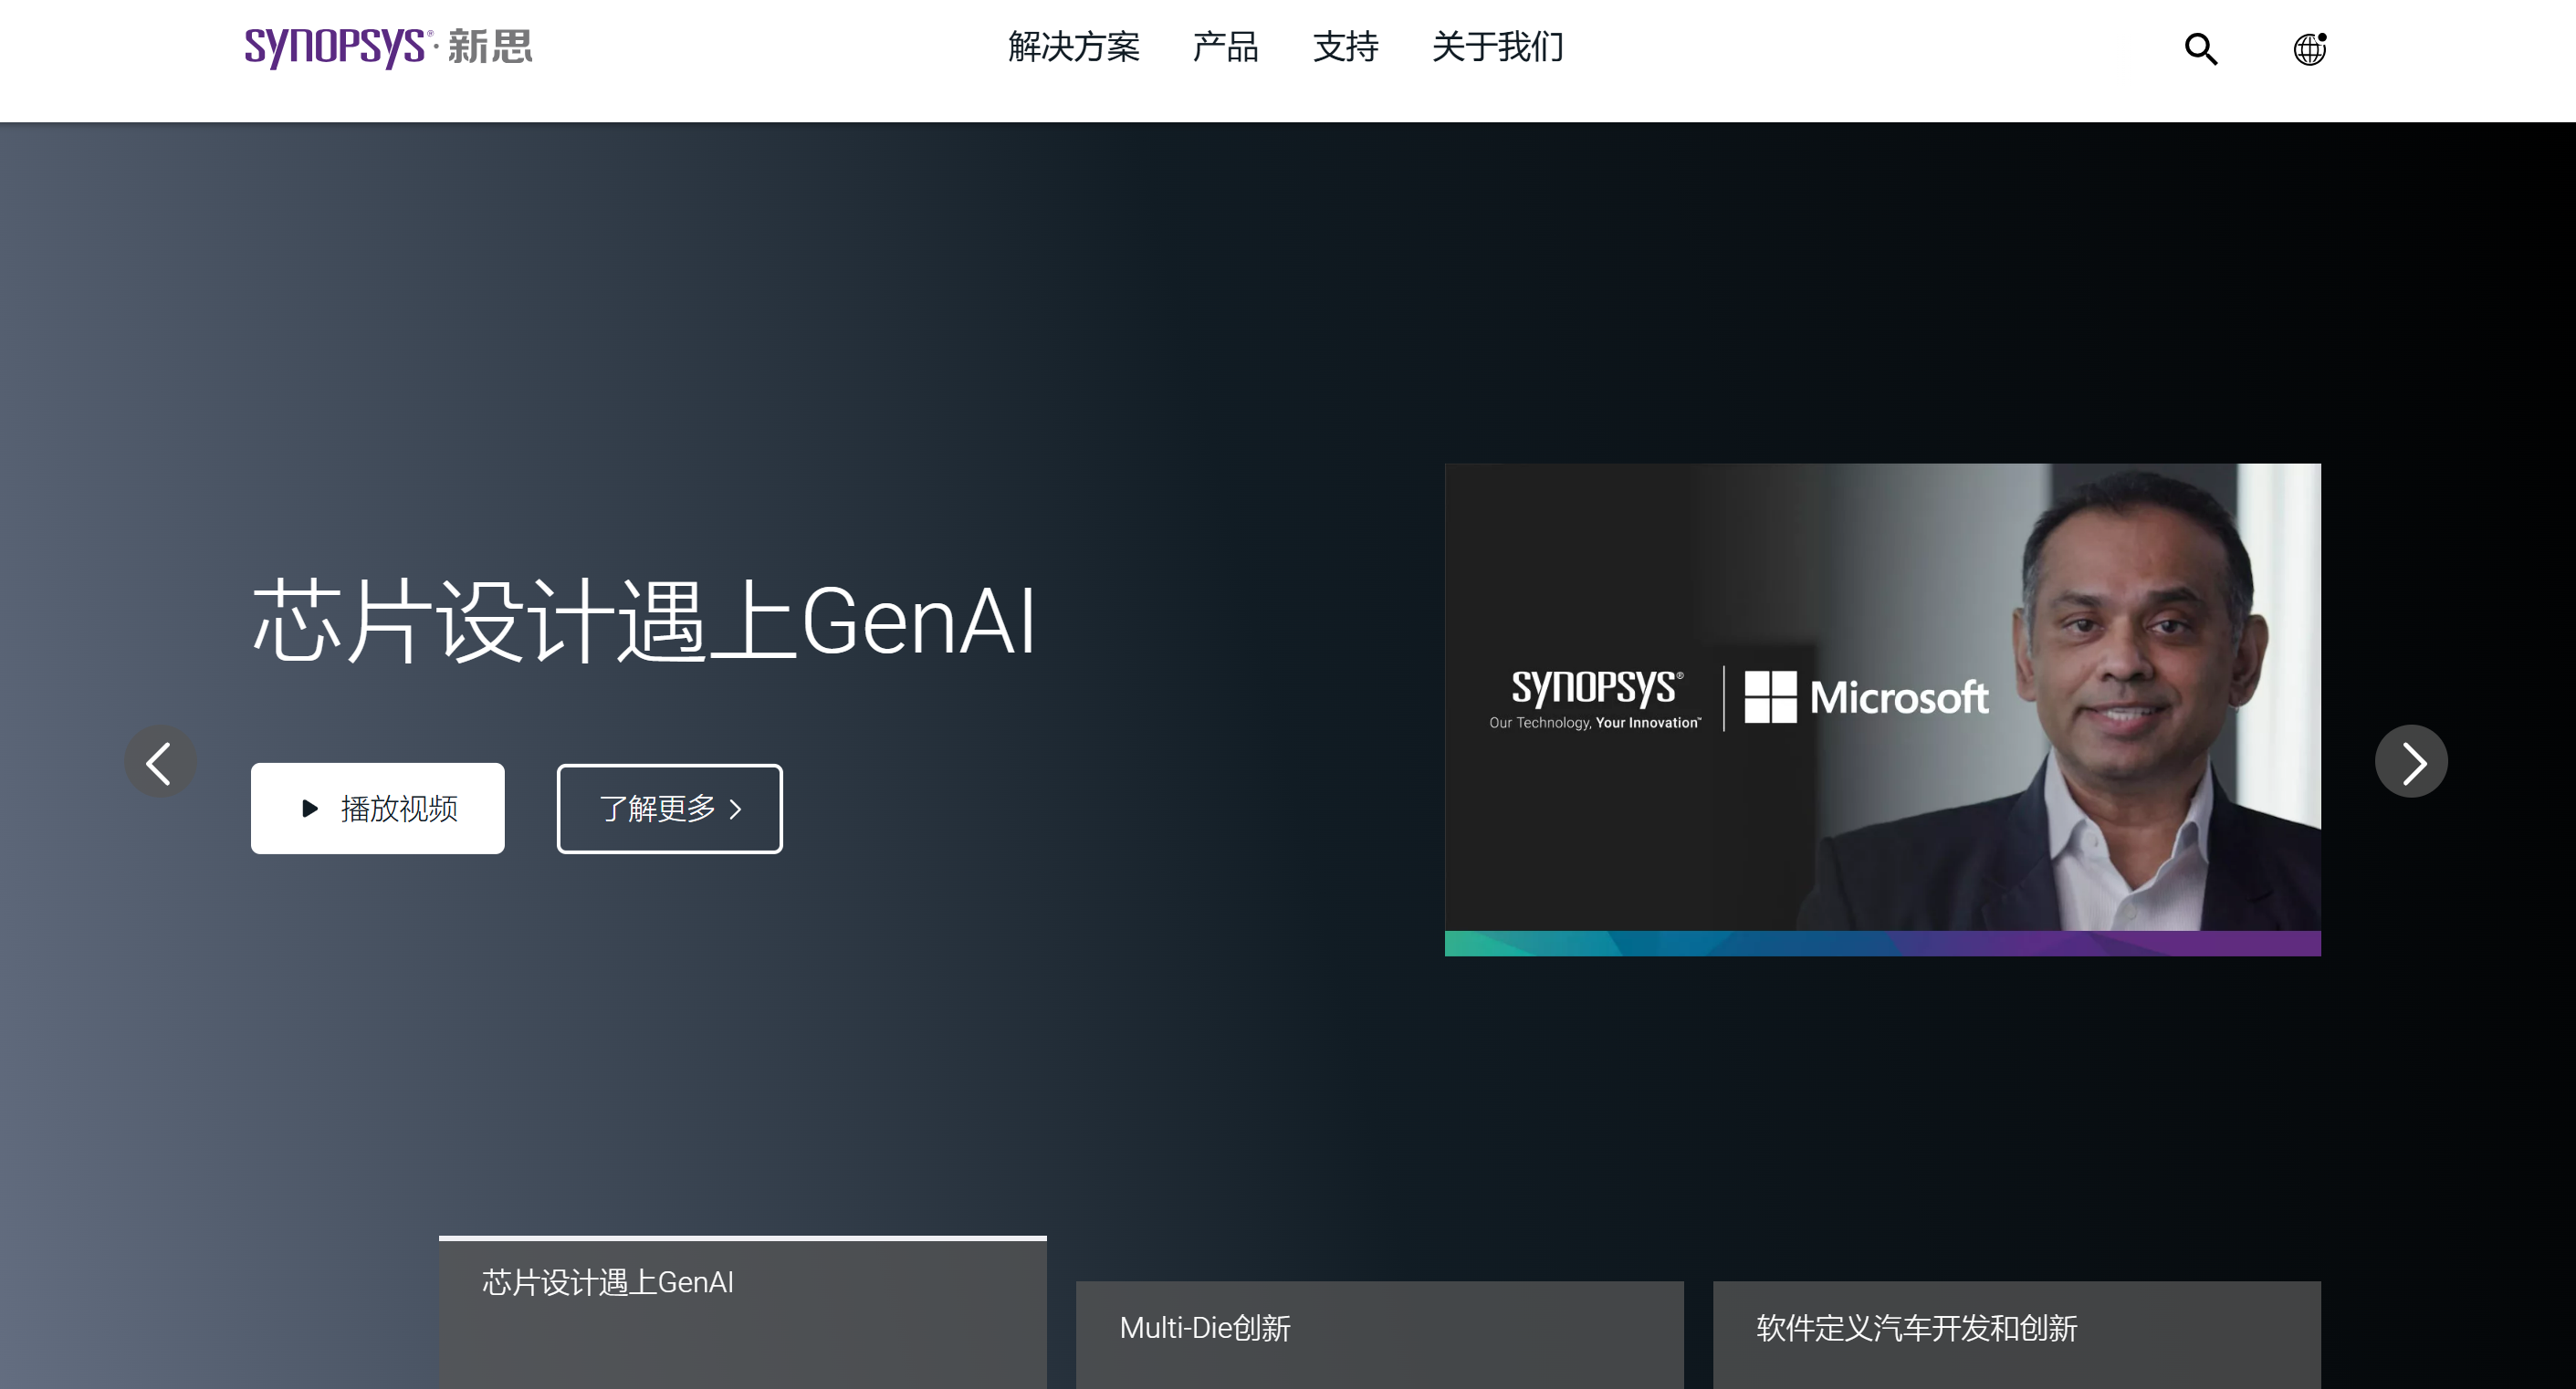 SYNOPSYS® · 新思
解决方案
产品
支持
关于我们
芯片设计遇上GenAI
播放视频
了解更多
SYNOPSYS®
Our Technology, Your Innovation™
Microsoft
芯片设计遇上GenAI
Multi-Die创新
软件定义汽车开发和创新